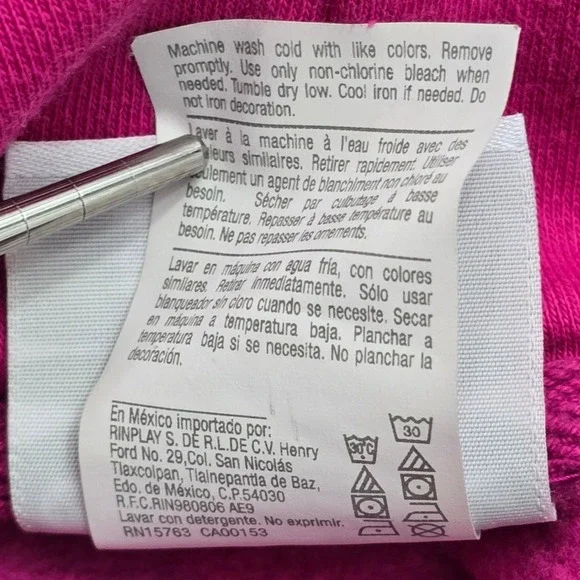 Machine wash cold with like colors. Remove
promptly. Use only non-chlorine bleach when
needed. Tumble dry low. Cool iron if needed. Do
not iron decoration.
Laver à la machine à l'eau froide avec des
similaires. Retirer rapidement. Utiliser
un agent de blanchiment non chloré au
besoin. Sécher par culbutage à basse
température. Repasser à basse température au
besoin. Ne pas repasser les ornements.
Lavar en máquina con agua fría, con colores
similares. Retirar inmediatamente. Sólo usar
blanqueador sin cloro cuando se necesite. Secar
en máquina a temperatura baja. Planchar a
temperatura baja si se necesita. No planchar la
decoración.
En México importado por:
RINPLAY S. DE R.L.DE C.V. Henry
Ford No. 29,Col. San Nicolás
Tlaxcolpan, Tlalnepantla de Baz,
Edo. de México, C.P.54030
R.F.C.RIN980806 AE9
Lavar con detergente. No exprimir.
RN15763 CA00153
30°C
30